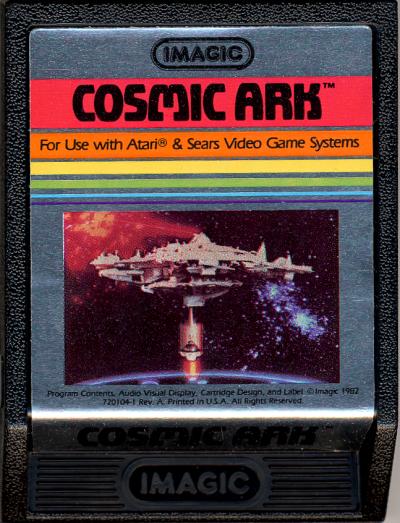 IMAGIC
COSMIC ARK™
For Use with Atari® & Sears Video Game Systems
Program Contents, Audio Visual Display, Cartridge Design, and Label © Imagic 1982
720104-1 Rev. A. Printed in U.S.A. All Rights Reserved.
COSMIC ARK
IMAGIC